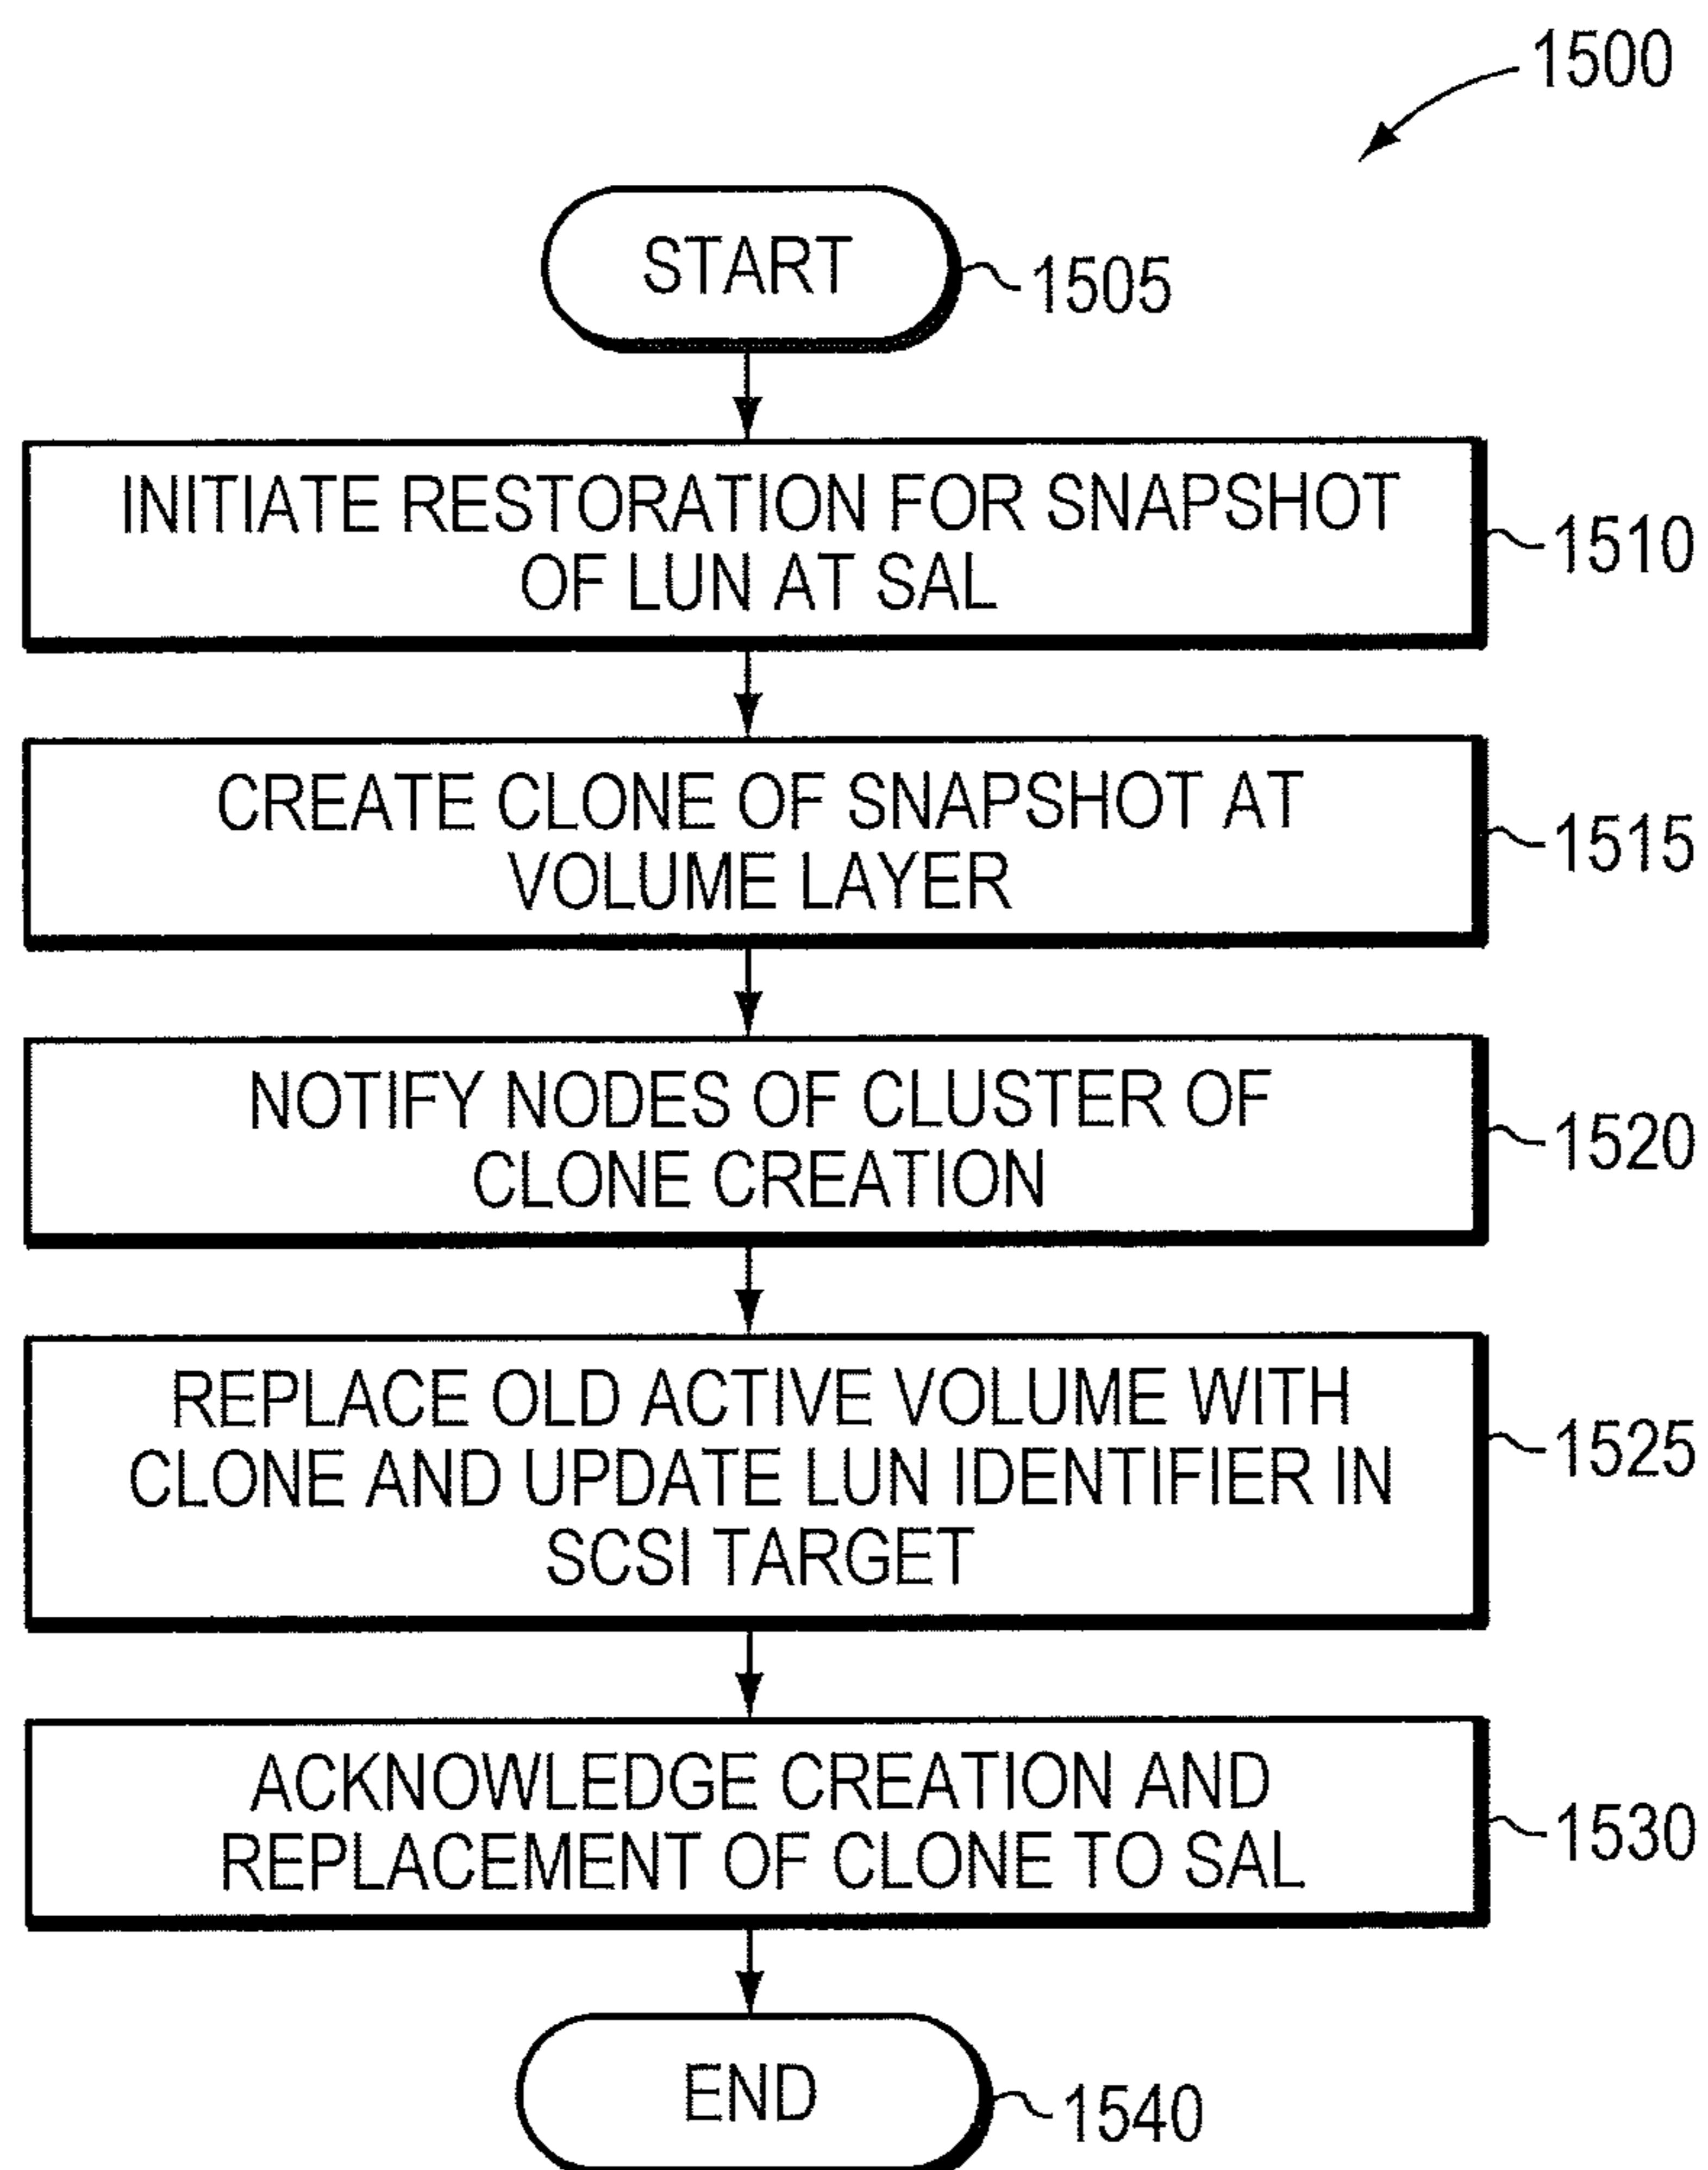 1500
START
1505
INITIATE RESTORATION FOR SNAPSHOT
OF LUN AT SAL
1510
CREATE CLONE OF SNAPSHOT AT
VOLUME LAYER
1515
NOTIFY NODES OF CLUSTER OF
CLONE CREATION
1520
REPLACE OLD ACTIVE VOLUME WITH
CLONE AND UPDATE LUN IDENTIFIER IN
SCSI TARGET
1525
ACKNOWLEDGE CREATION AND
REPLACEMENT OF CLONE TO SAL
1530
END
1540